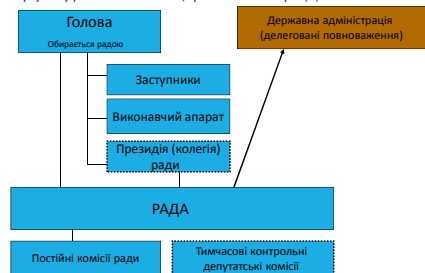 Голова
Обирається радою
Державна адміністрація
(делеговані повноваження)
Заступники
Виконавчий апарат
Президія (колегія)
ради
РАДА
Постійні комісії ради
Тимчасові контрольні
депутатські комісії